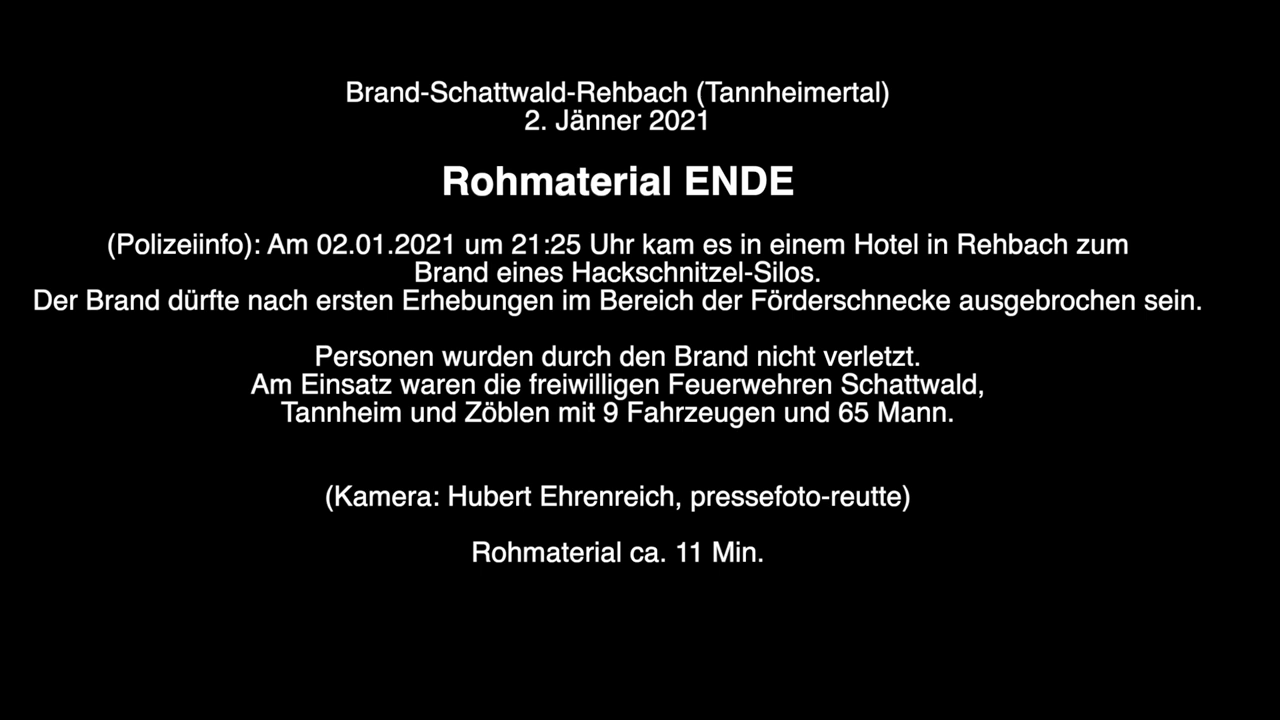 Brand-Schattwald-Rehbach (Tannheimertal)
2. Jänner 2021
Rohmaterial ENDE
(Polizeiinfo): Am 02.01.2021 um 21:25 Uhr kam es in einem Hotel in Rehbach zum
Brand eines Hackschnitzel-Silos.
Der Brand dürfte nach ersten Erhebungen im Bereich der Förderschnecke ausgebrochen sein.
Personen wurden durch den Brand nicht verletzt.
Am Einsatz waren die freiwilligen Feuerwehren Schattwald,
Tannheim und Zöblen mit 9 Fahrzeugen und 65 Mann.
(Kamera: Hubert Ehrenreich, pressefoto-reutte)
Rohmaterial ca. 11 Min.